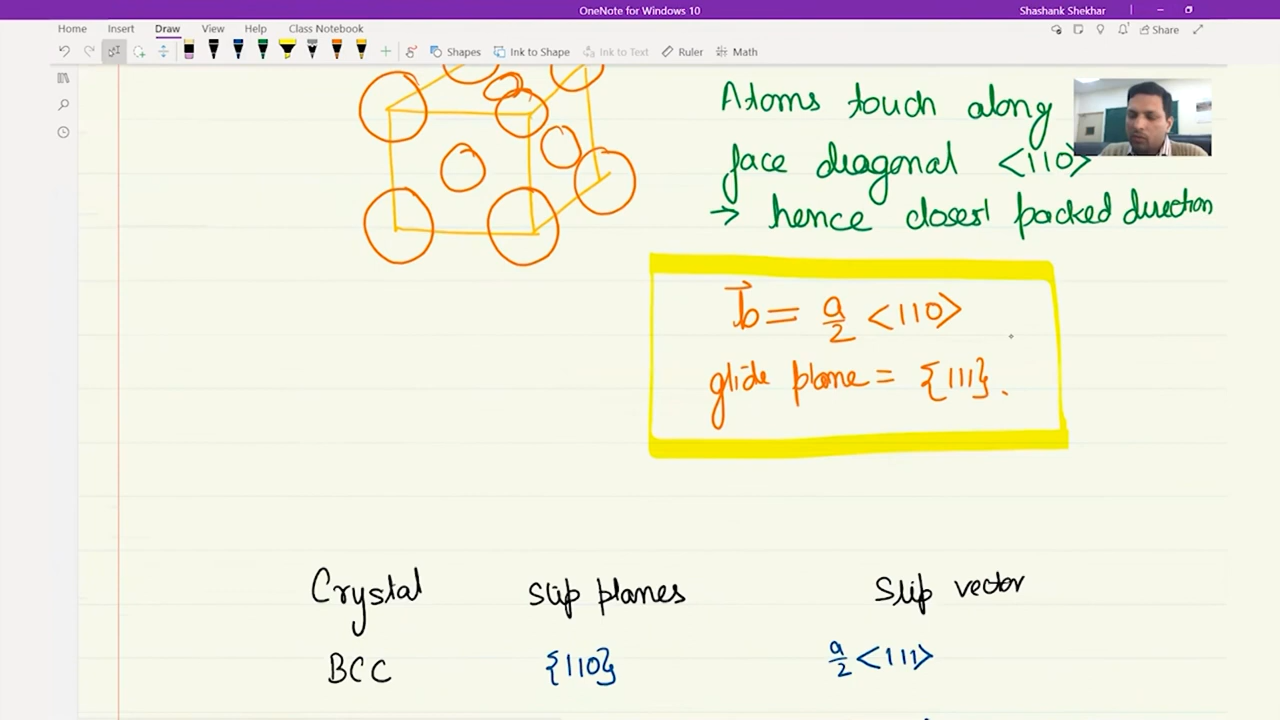 OneNote for Windows 10
Shashank Shekhar
Home Insert Draw View Help Class Notebook
Share
Shapes Ink to Shape Ink to Text Ruler Math
Atoms touch along
face diagonal <110>
→ hence closest packed direction
b⃗ = a/2 <110>
glide plane = {111}.
Crystal Slip planes Slip vector
BCC {110} a/2 <111>